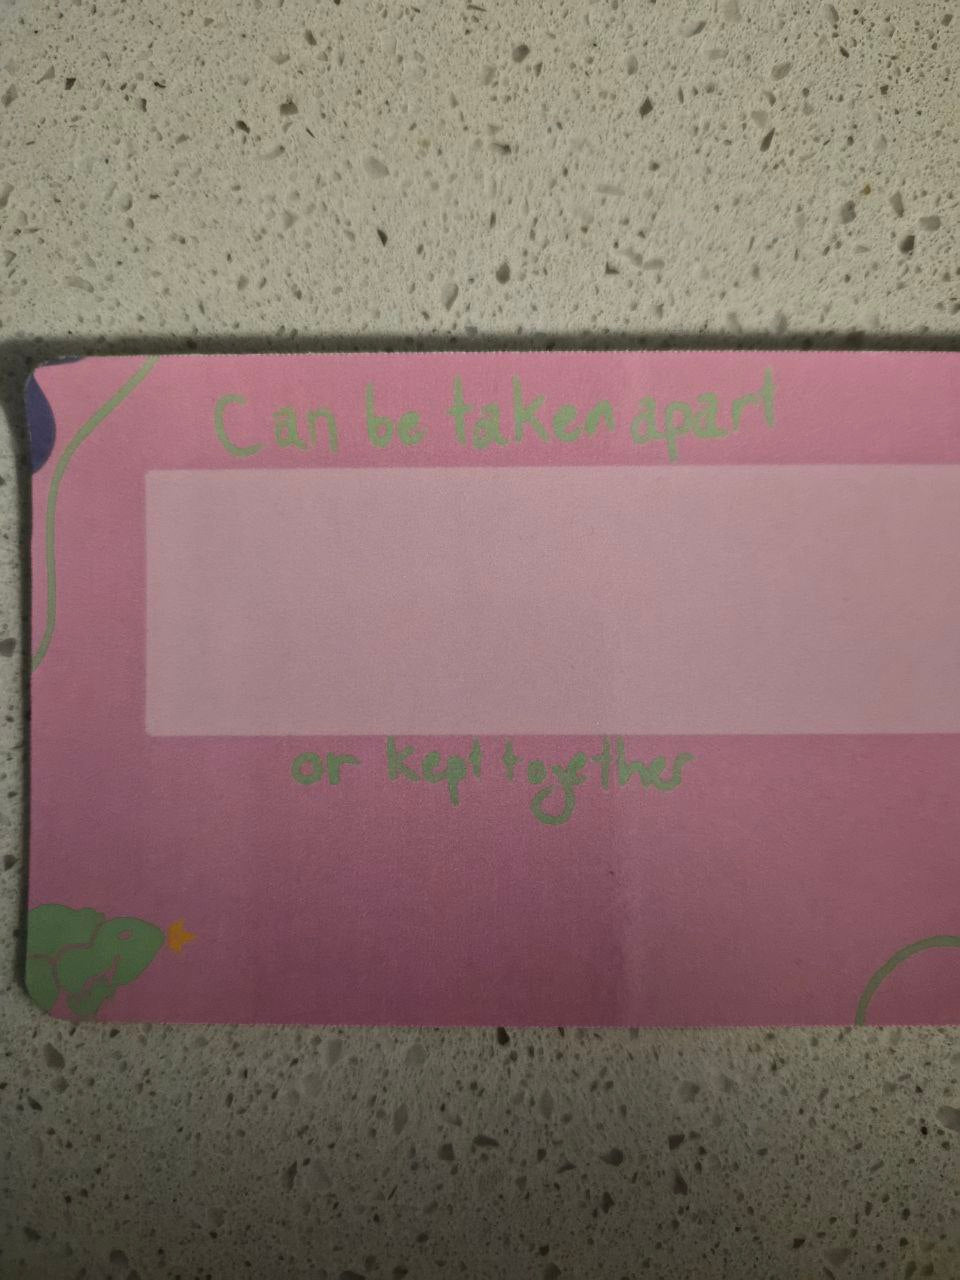 Can be taken apart
or kept together